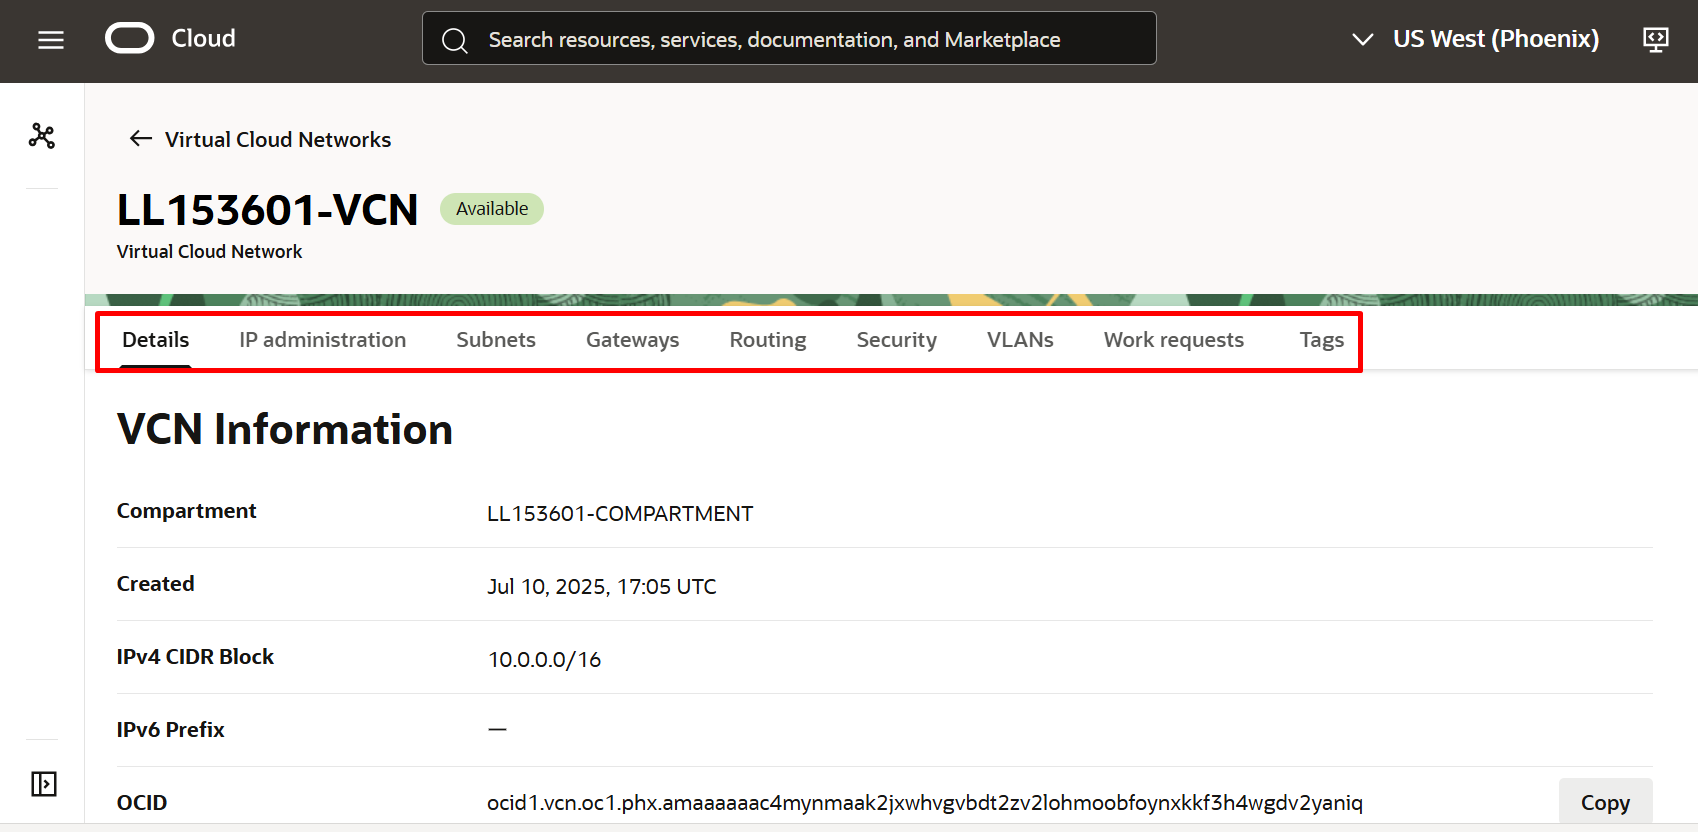 Cloud
Search resources, services, documentation, and Marketplace
US West (Phoenix)
Virtual Cloud Networks
LL153601-VCN Available
Virtual Cloud Network
Details IP administration Subnets Gateways Routing Security VLANs Work requests Tags
VCN Information
Compartment LL153601-COMPARTMENT
Created Jul 10, 2025, 17:05 UTC
IPv4 CIDR Block 10.0.0.0/16
IPv6 Prefix —
OCID ocid1.vcn.oc1.phx.amaaaaaac4mynmaak2jxwhvgvbdt2zv2lohmoobfoynxkkf3h4wgdv2yaniq Copy